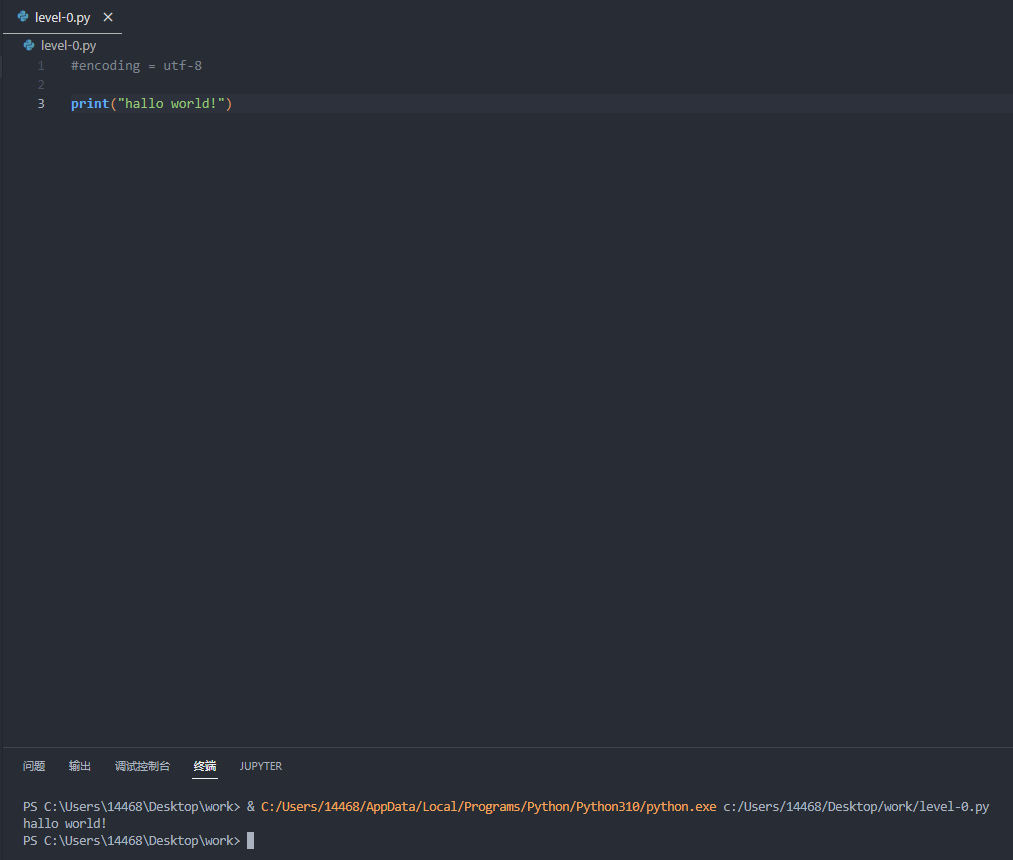 level-0.py
level-0.py
1 #encoding = utf-8
2
3 print("hallo world!")
问题 输出 调试控制台 终端 JUPYTER
PS C:\Users\14468\Desktop\work> & C:/Users/14468/AppData/Local/Programs/Python/Python310/python.exe c:/Users/14468/Desktop/work/level-0.py
hallo world!
PS C:\Users\14468\Desktop\work>